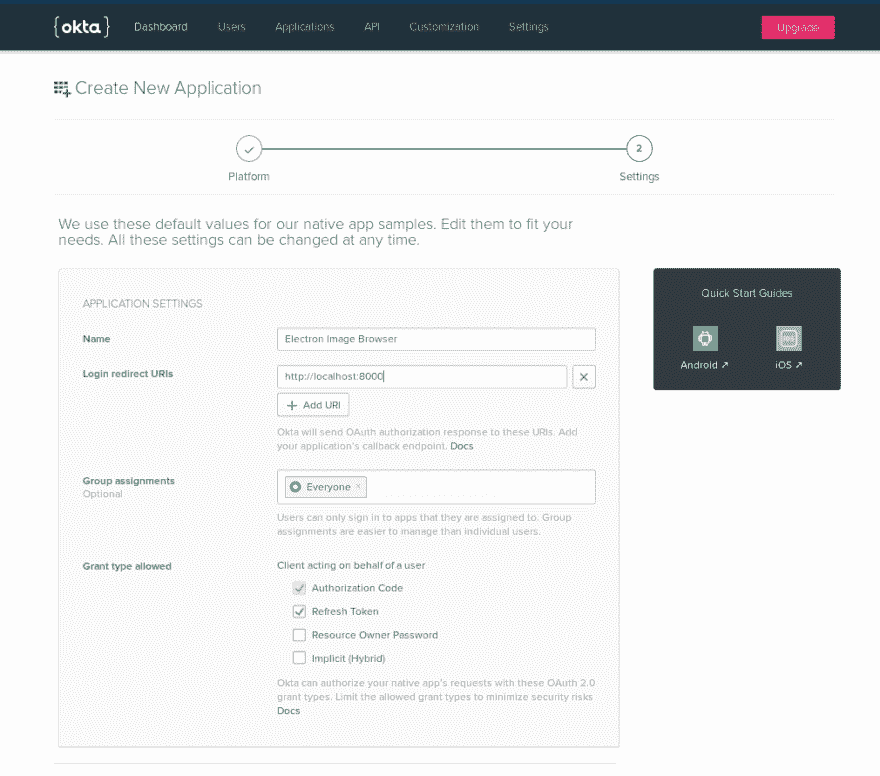 {okta} Dashboard Users Applications API Customization Settings Upgrade
Create New Application
2
Platform Settings
We use these default values for our native app samples. Edit them to fit your
needs. All these settings can be changed at any time.
APPLICATION SETTINGS
Name Electron Image Browser
Login redirect URIs http://localhost:8000
Add URI
Okta will send OAuth authorization response to these URIs. Add
your application's callback endpoint. Docs
Group assignments
Optional
Everyone
Users can only sign in to apps that they are assigned to. Group
assignments are easier to manage than individual users.
Grant type allowed Client acting on behalf of a user
Authorization Code
Refresh Token
Resource Owner Password
Implicit (Hybrid)
Okta can authorize your native app's requests with these OAuth 2.0
grant types. Limit the allowed grant types to minimize security risks
Docs
Quick Start Guides
Android ↗ iOS ↗